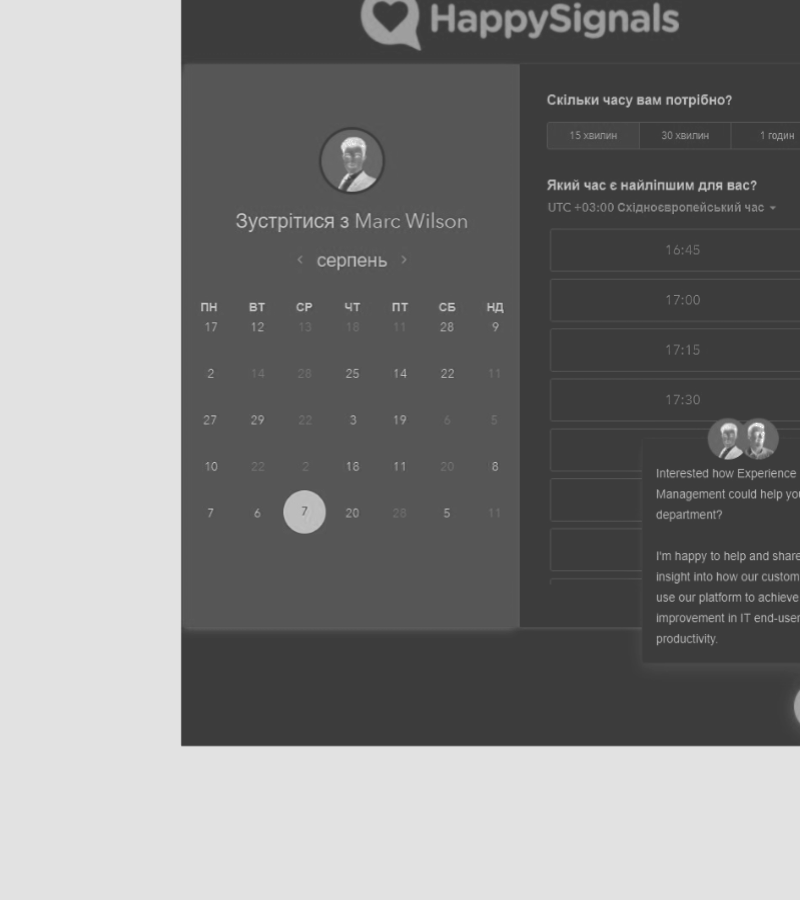 HappySignals
Зустрітися з Marc Wilson
серпень
ПН ВТ СР ЧТ ПТ СБ НД
17 12 13 18 11 28 9
2 14 28 25 14 22 11
27 29 22 3 19 6 5
10 22 2 18 11 20 8
7 6 7 20 28 5 11
Скільки часу вам потрібно?
15 хвилин 30 хвилин 1 годин
Який час є найліпшим для вас?
UTC +03:00 Східноєвропейський час
16:45
17:00
17:15
17:30
Interested how Experience
Management could help you
department?
I'm happy to help and share
insight into how our custom
use our platform to achieve
improvement in IT end-user
productivity.